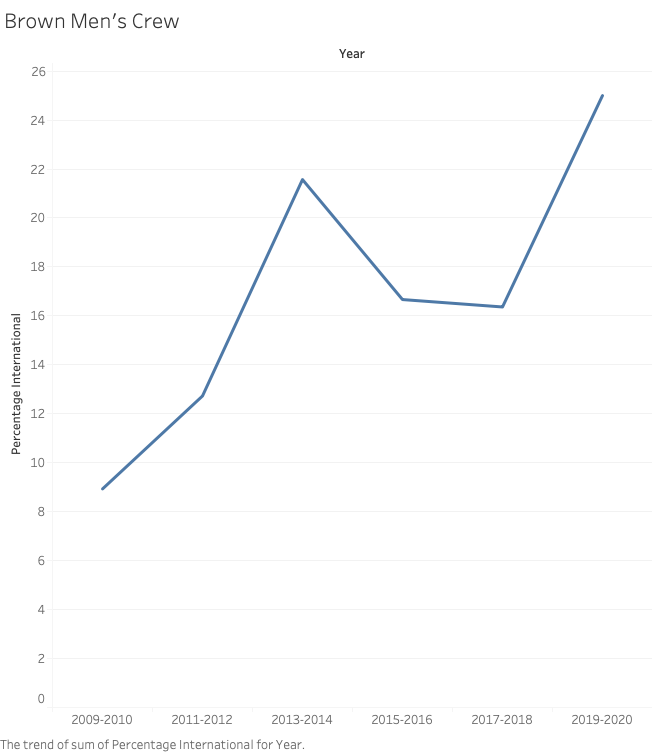 Brown Men's Crew
Year
26
24
22
20
18
16
14
12
10
8
6
4
2
0
Percentage International
2009-2010 2011-2012 2013-2014 2015-2016 2017-2018 2019-2020
The trend of sum of Percentage International for Year.